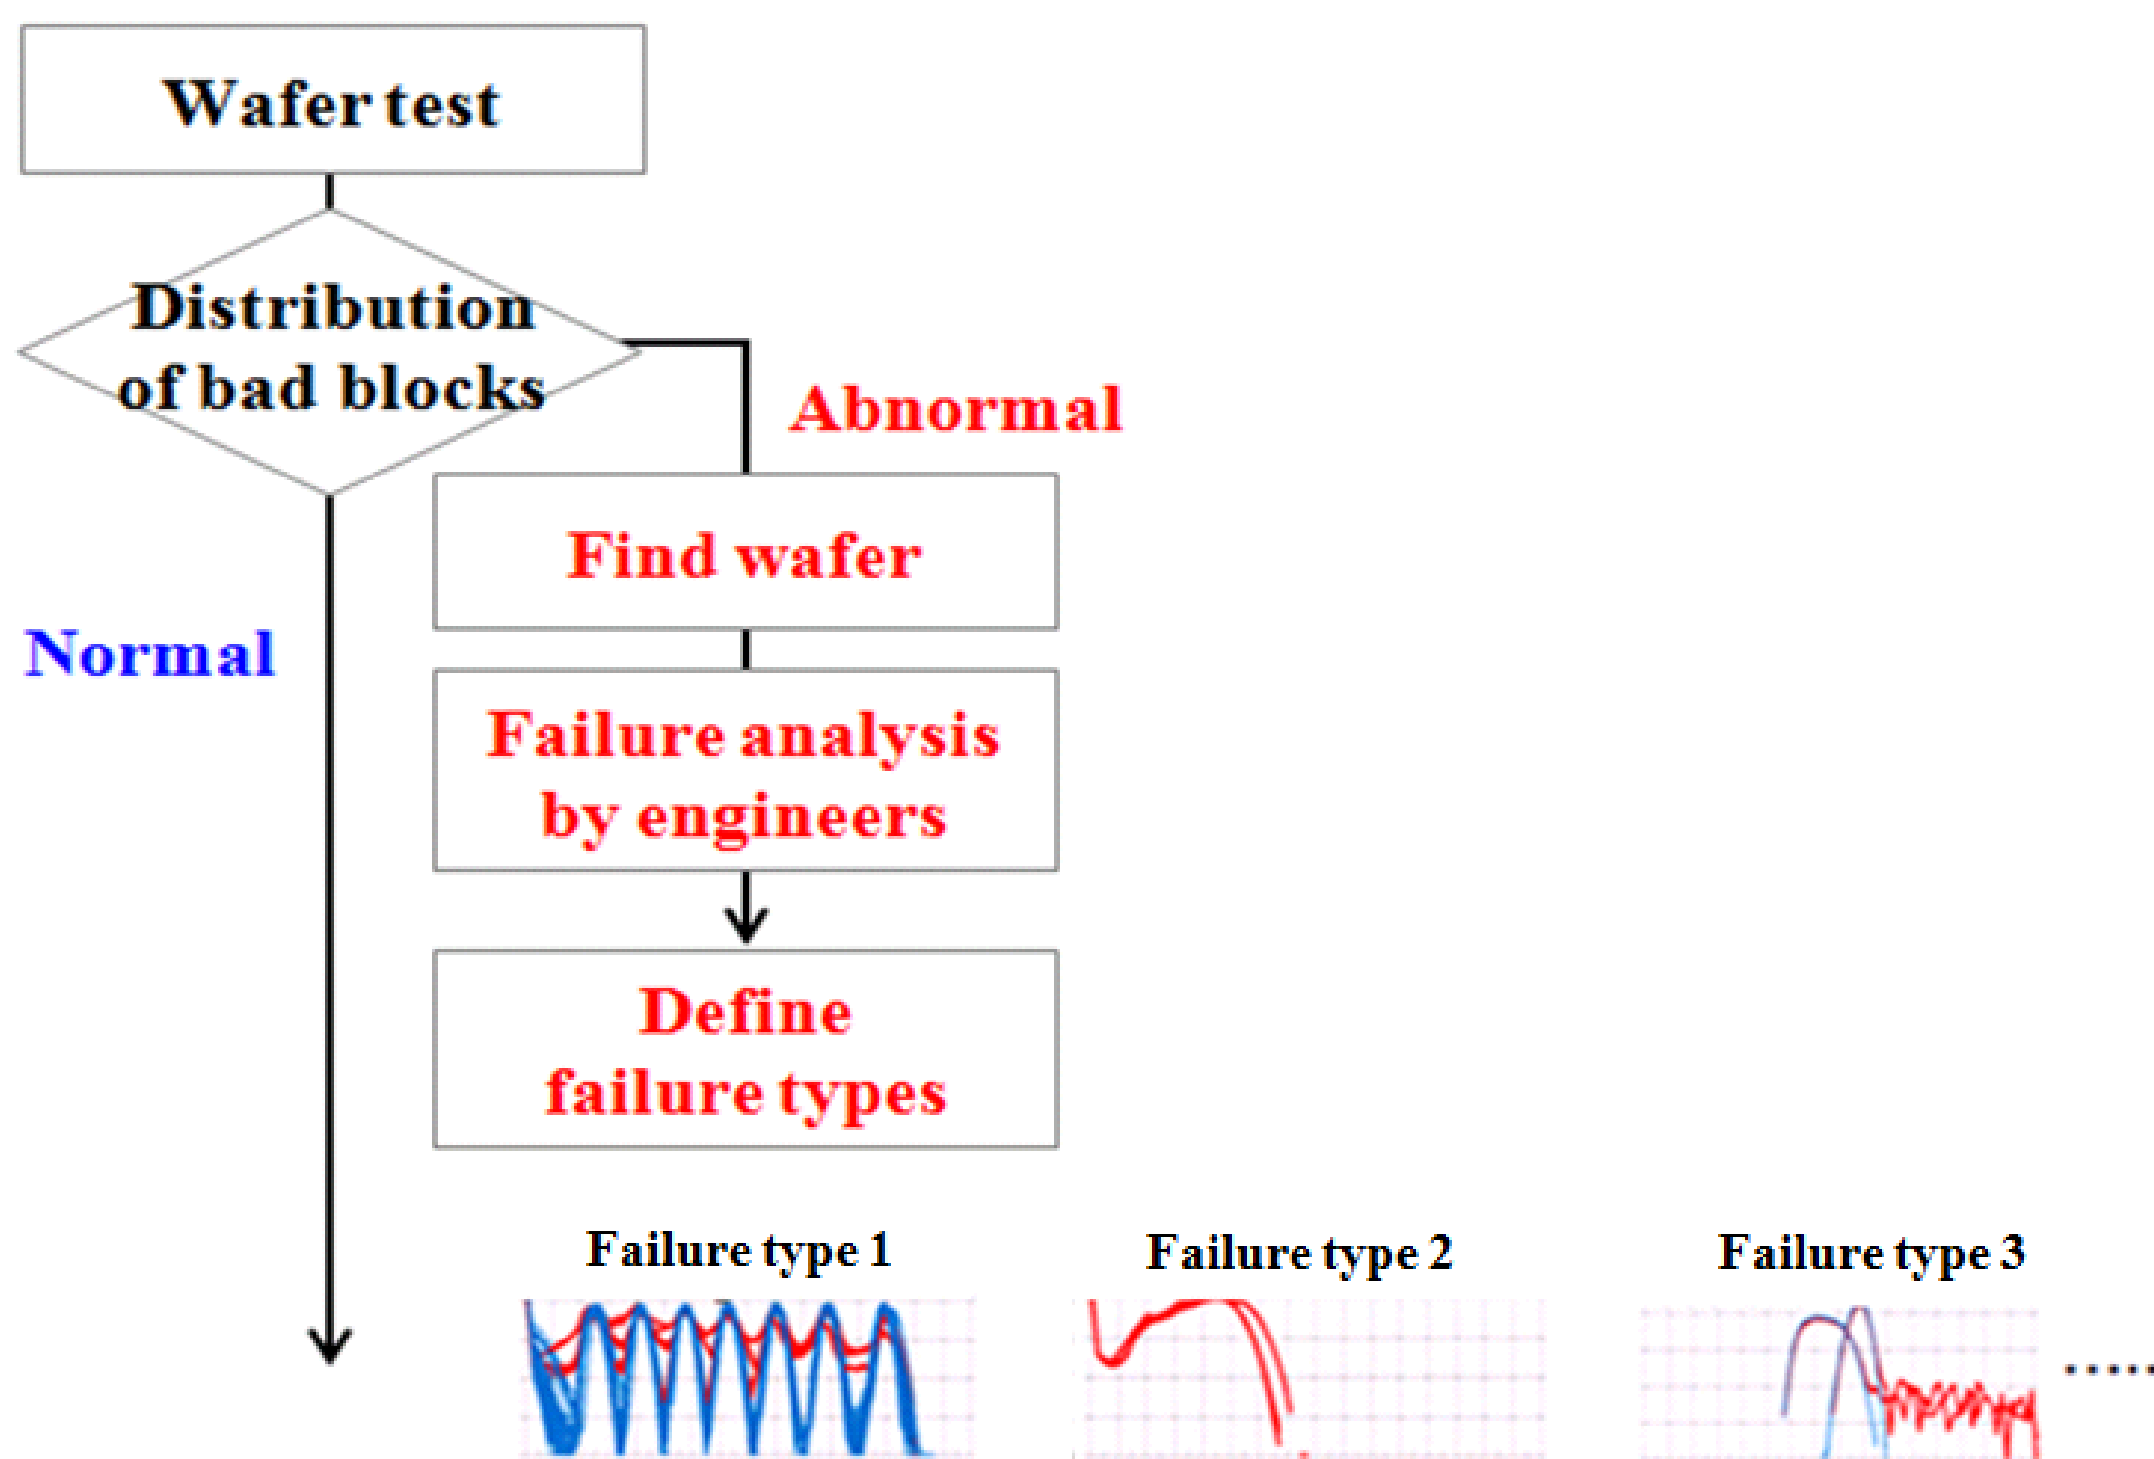 Wafer test
Distribution
of bad blocks
Abnormal
Find wafer
Normal
Failure analysis
by engineers
Define
failure types
Failure type 1
Failure type 2
Failure type 3
.....